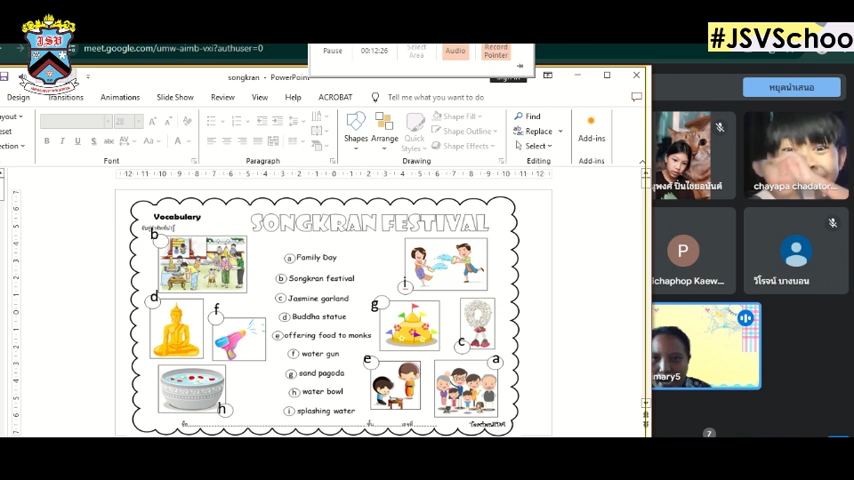 #JSVSchoo
JSV
meet.google.com/umw-aimb-vxi?authuser=0
Pause
00:12:26
Select Area
Audio
Record Pointer
songkran - PowerPoint
Design
Transitions
Animations
Slide Show
Review
View
Help
ACROBAT
Tell me what you want to do
Shapes
Arrange
Quick Styles
Shape Fill
Shape Outline
Shape Effects
Find
Replace
Select
Add-ins
Font
Paragraph
Drawing
Editing
Add-ins
หยุดนำเสนอ
Vocabulary
SONGKRAN FESTIVAL
b
a Family Day
b Songkran festival
c Jasmine garland
d Buddha statue
e offering food to monks
f water gun
g sand pagoda
h water bowl
i splashing water
i
d
f
g
c
e
a
h
chayapa chadator...
P
ichaphop Kaew...
วิโรจน์ บางบอน
mary5
7